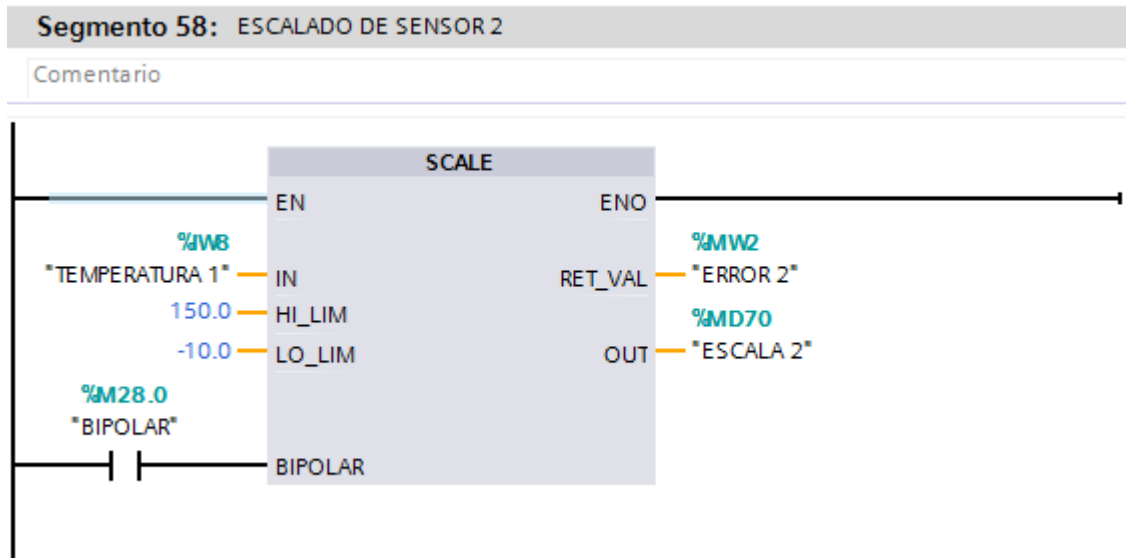 Segmento 58: ESCALADO DE SENSOR 2
Comentario
SCALE
EN ENO
%IW8
"TEMPERATURA 1" IN
%MW2
RET_VAL "ERROR 2"
150.0 HI_LIM
-10.0 LO_LIM
%MD70
OUT "ESCALA 2"
%M28.0
"BIPOLAR"
BIPOLAR